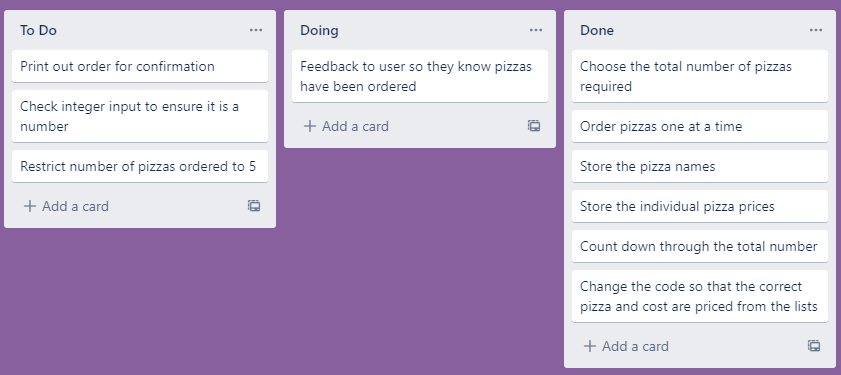 To Do
Print out order for confirmation
Check integer input to ensure it is a
number
Restrict number of pizzas ordered to 5
Add a card
Doing
Feedback to user so they know pizzas
have been ordered
Add a card
Done
Choose the total number of pizzas
required
Order pizzas one at a time
Store the pizza names
Store the individual pizza prices
Count down through the total number
Change the code so that the correct
pizza and cost are priced from the lists
Add a card